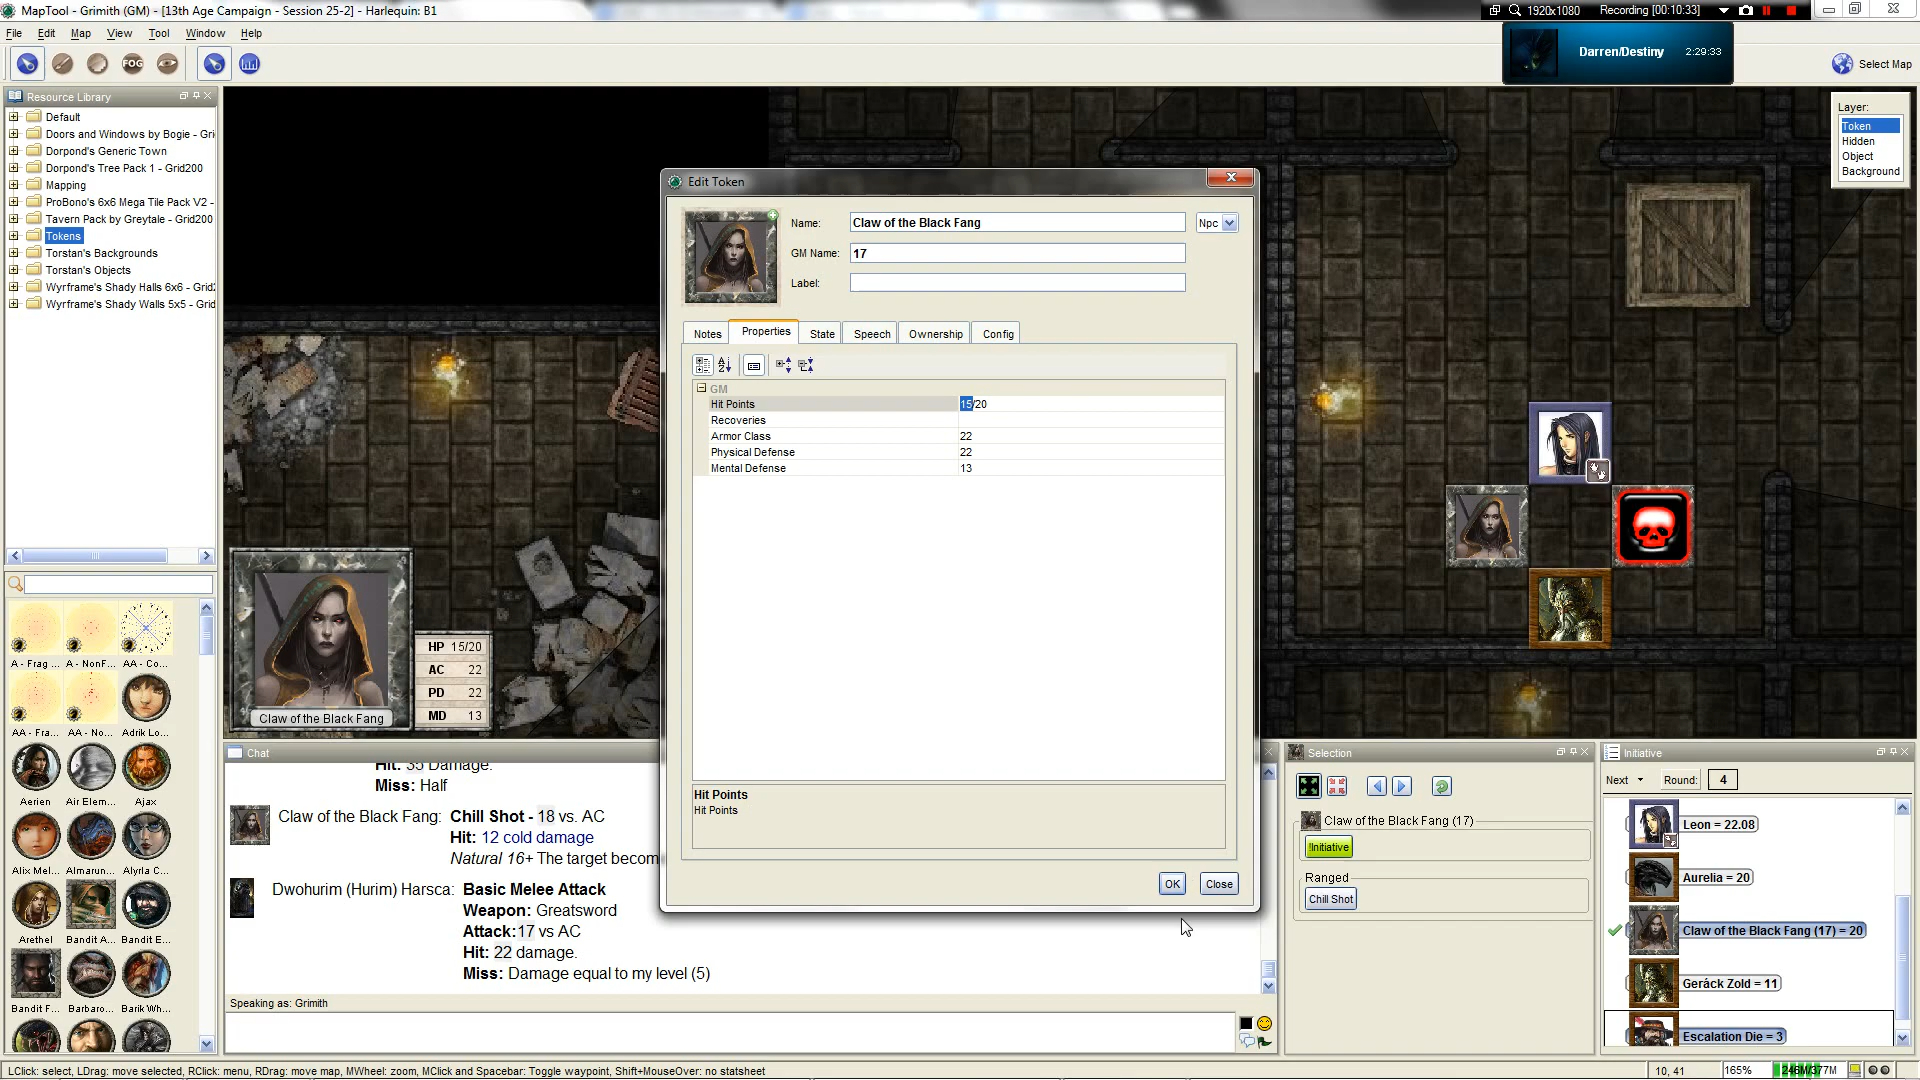 MapTool - Grimith (GM) - [13th Age Campaign - Session 25-2] - Harlequin: B1
1920x1080
Recording [00:10:33]
File Edit Map View Tool Window Help
Darren/Destiny 2:29:33
FOG
Select Map
Resource Library
Default
Doors and Windows by Bogie - Gri
Dorpond's Generic Town
Dorpond's Tree Pack 1 - Grid200
Mapping
ProBono's 6x6 Mega Tile Pack V2 -
Tavern Pack by Greytale - Grid200
Tokens
Torstan's Backgrounds
Torstan's Objects
Wyrframe's Shady Halls 6x6 - Grid
Wyrframe's Shady Walls 5x5 - Grid
Layer:
Token
Hidden
Object
Background
Edit Token
Name: Claw of the Black Fang Npc
GM Name: 17
Label:
Notes Properties State Speech Ownership Config
GM
Hit Points 15/20
Recoveries
Armor Class 22
Physical Defense 22
Mental Defense 13
Hit Points
Hit Points
OK Close
HP 15/20
AC 22
PD 22
MD 13
Claw of the Black Fang
A - Frag ... A - NonF... AA - Co...
AA - Fra... AA - No... Adrik Lo...
Aerien Air Elem... Ajax
Alix Mel... Almarun... Alyrla C...
Arethel Bandit A... Bandit E...
Bandit F... Barbaro... Barik Wh...
Chat
Hit: 35 Damage.
Miss: Half
Claw of the Black Fang: Chill Shot - 18 vs. AC
Hit: 12 cold damage
Natural 16+ The target becom
Dwohurim (Hurim) Harsca: Basic Melee Attack
Weapon: Greatsword
Attack:17 vs AC
Hit: 22 damage.
Miss: Damage equal to my level (5)
Speaking as: Grimith
Selection
Claw of the Black Fang (17)
!Initiative
Ranged
Chill Shot
Initiative
Next Round: 4
Leon = 22.08
Aurelia = 20
Claw of the Black Fang (17) = 20
Geráck Zold = 11
Escalation Die = 3
LClick: select, LDrag: move selected, RClick: menu, RDrag: move map, MWheel: zoom, MClick and Spacebar: Toggle waypoint, Shift+MouseOver: no statsheet
10, 41 165% 246M/377M